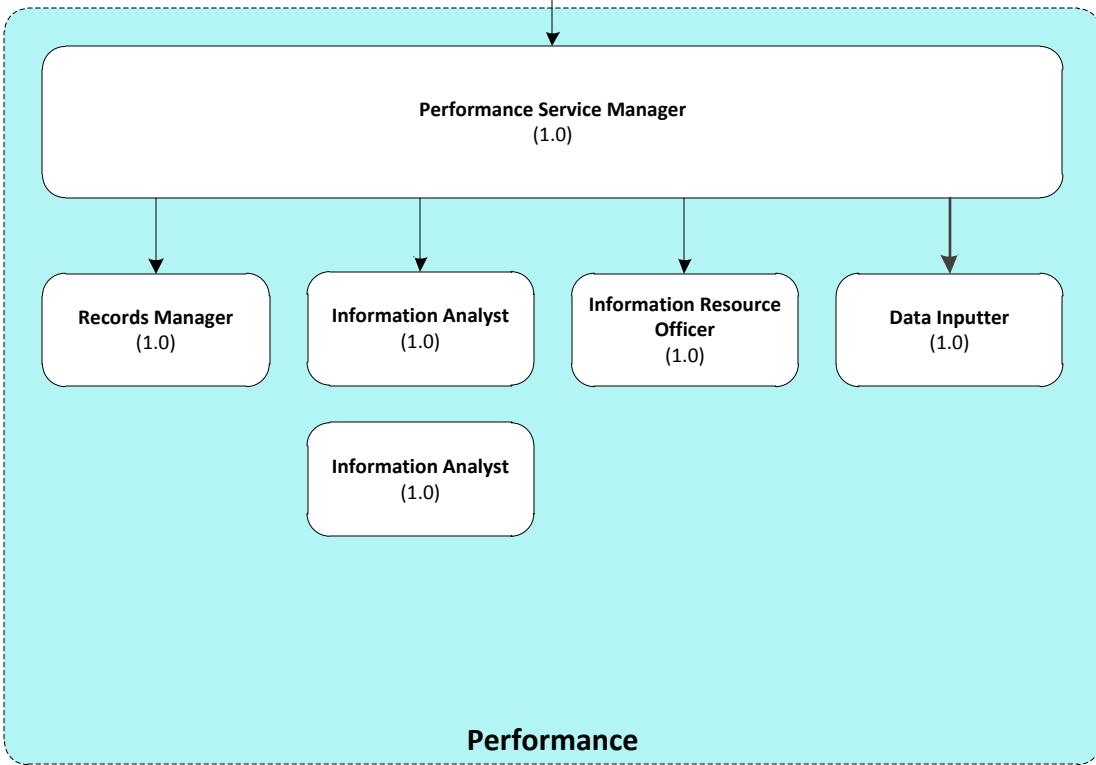 Performance Service Manager
(1.0)
Records Manager
(1.0)
Information Analyst
(1.0)
Information Resource
Officer
(1.0)
Data Inputter
(1.0)
Information Analyst
(1.0)
Performance